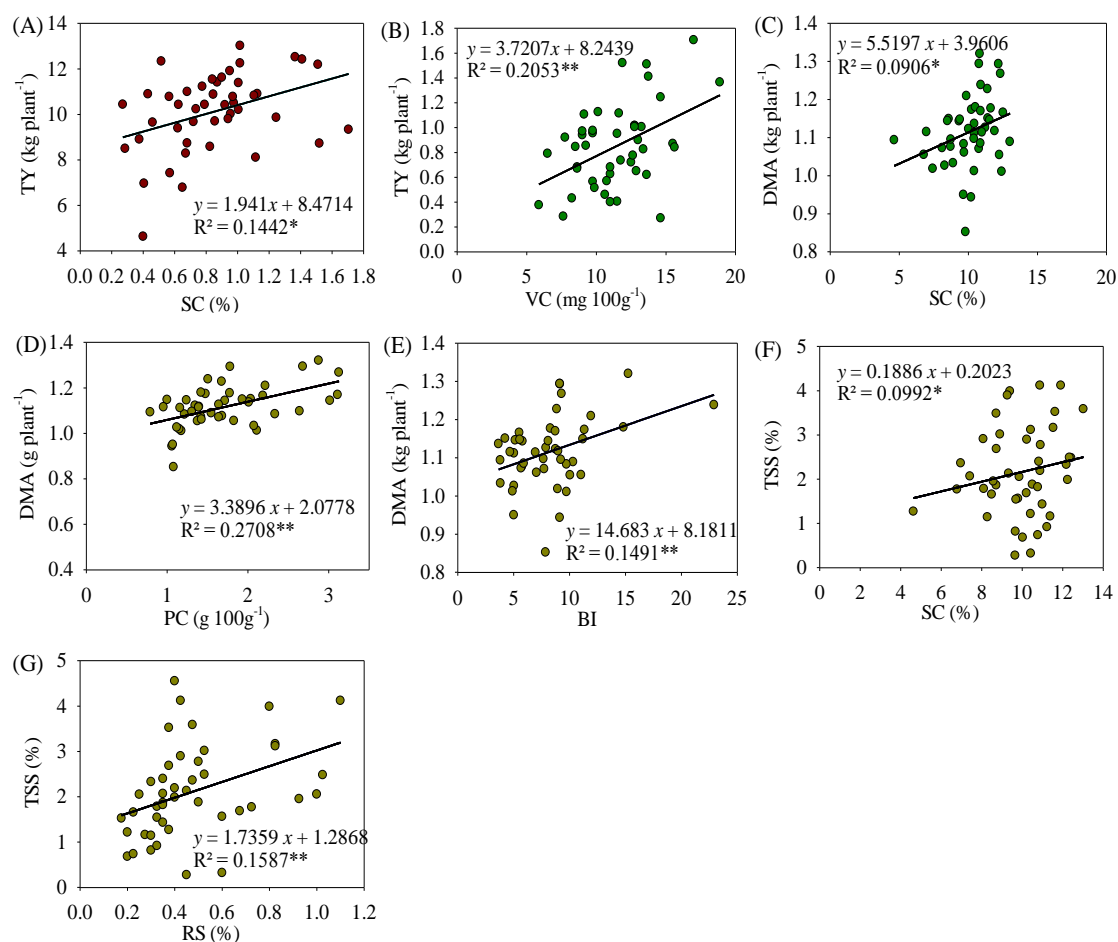 (A)
14
12
10
8
6
4
TY (kg plant⁻¹)
y = 1.941x + 8.4714
R² = 0.1442*
0.0 0.2 0.4 0.6 0.8 1.0 1.2 1.4 1.6 1.8
SC (%)
(B)
1.8
1.6
1.4
1.2
1.0
0.8
0.6
0.4
0.2
0.0
TY (kg plant⁻¹)
y = 3.7207x + 8.2439
R² = 0.2053**
0 5 10 15 20
VC (mg 100g⁻¹)
(C)
1.4
1.3
1.2
1.1
1.0
0.9
0.8
DMA (kg plant⁻¹)
y = 5.5197 x + 3.9606
R² = 0.0906*
0 5 10 15 20
SC (%)
(D)
1.4
1.2
1.0
0.8
0.6
0.4
DMA (g plant⁻¹)
y = 3.3896 x + 2.0778
R² = 0.2708**
0 1 2 3
PC (g 100g⁻¹)
(E)
1.4
1.3
1.2
1.1
1.0
0.9
0.8
DMA (kg plant⁻¹)
y = 14.683 x + 8.1811
R² = 0.1491**
0 5 10 15 20 25
BI
(F)
5
4
3
2
1
0
TSS (%)
y = 0.1886 x + 0.2023
R² = 0.0992*
0 2 4 6 8 10 12 14
SC (%)
(G)
5
4
3
2
1
0
TSS (%)
y = 1.7359 x + 1.2868
R² = 0.1587**
0.2 0.4 0.6 0.8 1.0 1.2
RS (%)